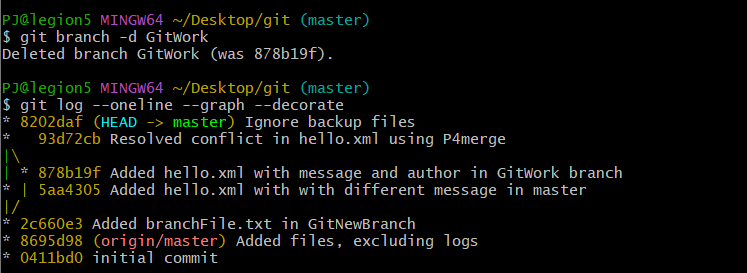 PJ@legion5 MINGW64 ~/Desktop/git (master)
$ git branch -d GitWork
Deleted branch GitWork (was 878b19f).
PJ@legion5 MINGW64 ~/Desktop/git (master)
$ git log --oneline --graph --decorate
* 8202daf (HEAD -> master) Ignore backup files
*   93d72cb Resolved conflict in hello.xml using P4merge
|\
| * 878b19f Added hello.xml with message and author in GitWork branch
* | 5aa4305 Added hello.xml with with different message in master
|/
* 2c660e3 Added branchFile.txt in GitNewBranch
* 8695d98 (origin/master) Added files, excluding logs
* 0411bd0 initial commit